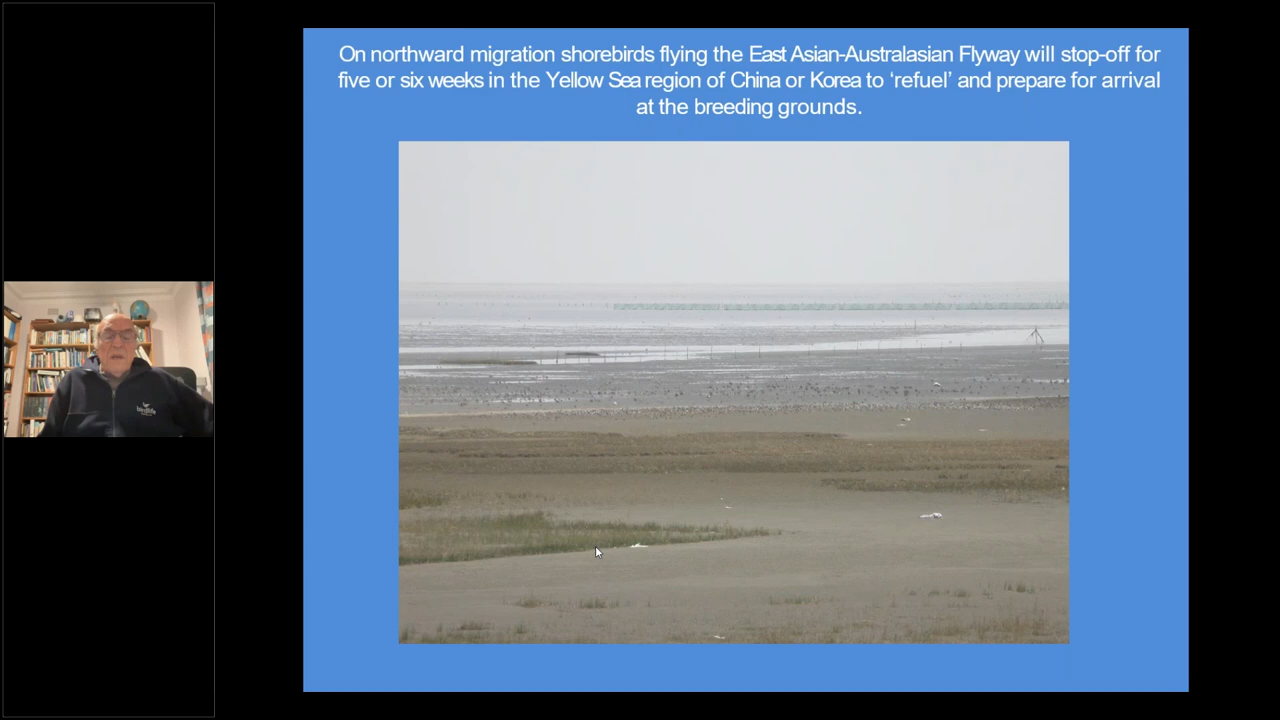 On northward migration shorebirds flying the East Asian-Australasian Flyway will stop-off for
five or six weeks in the Yellow Sea region of China or Korea to ‘refuel’ and prepare for arrival
at the breeding grounds.
birdlife